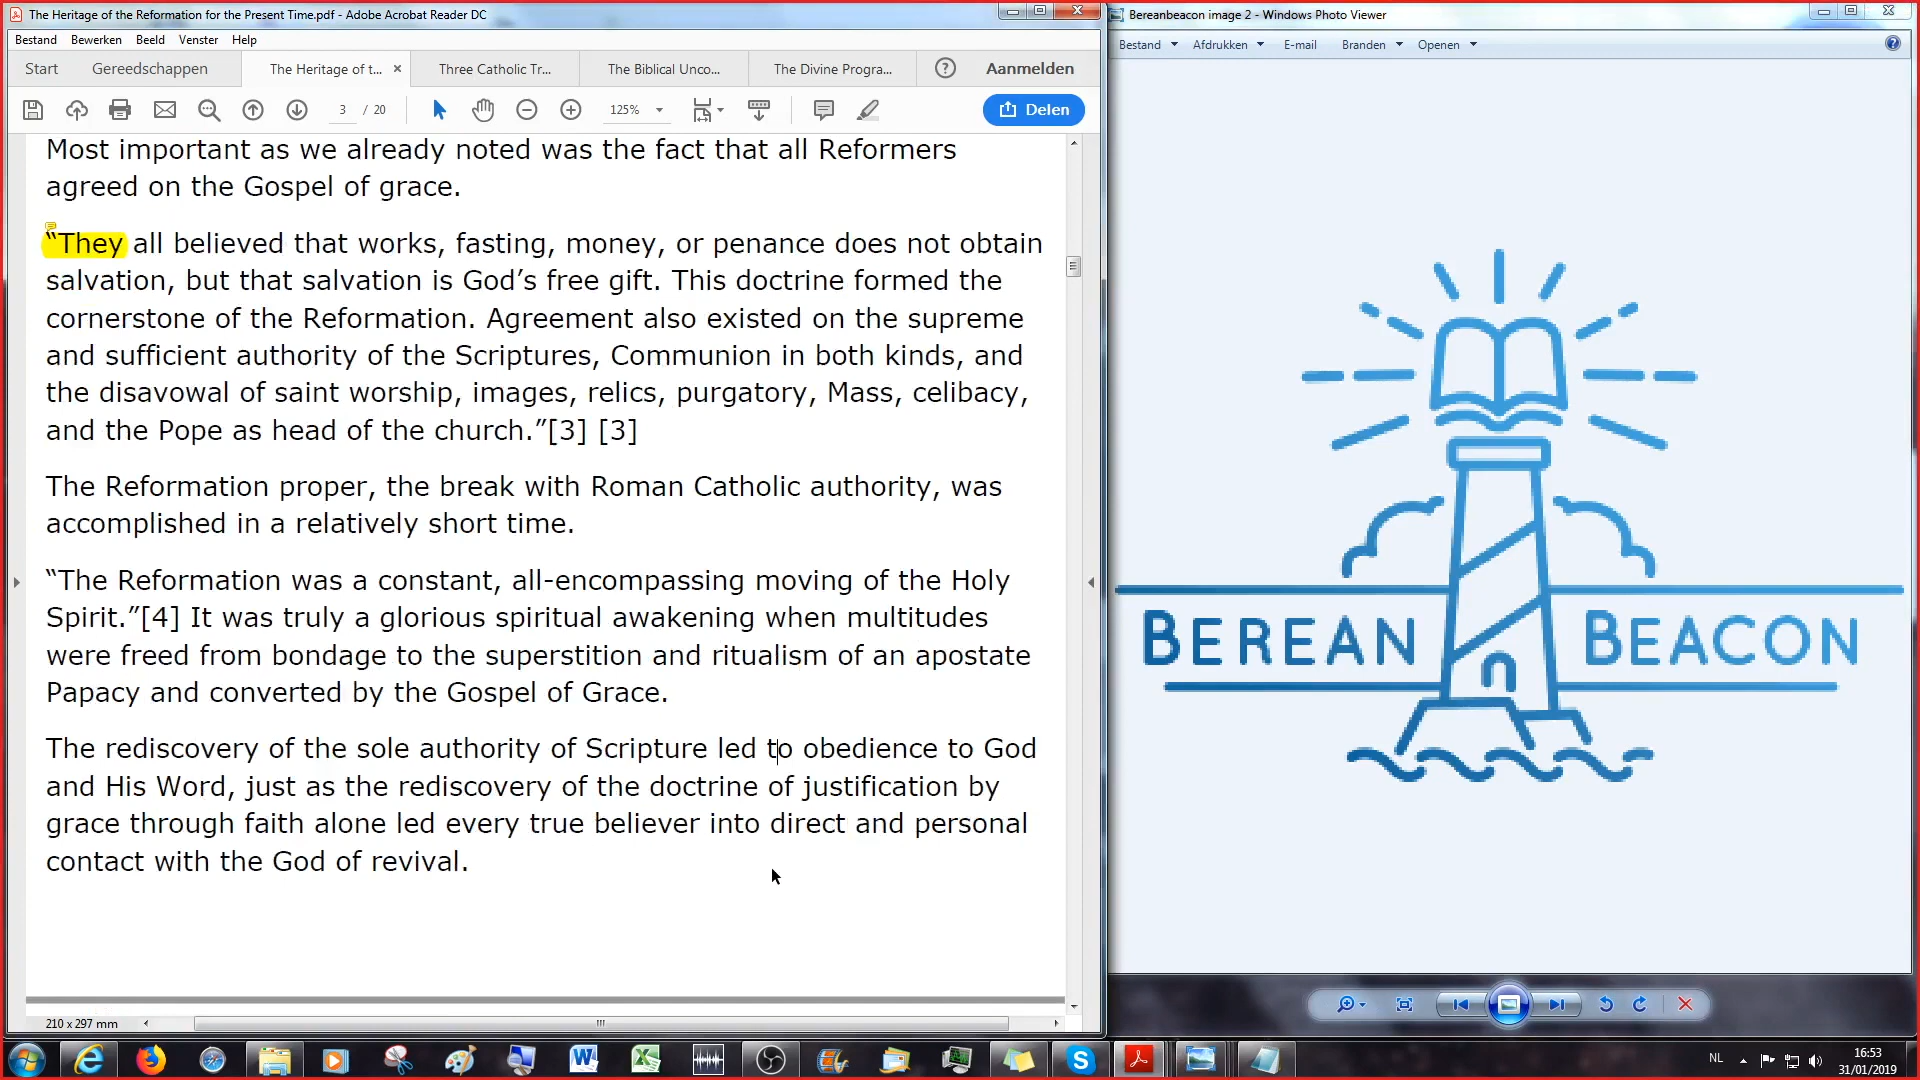 The Heritage of the Reformation for the Present Time.pdf - Adobe Acrobat Reader DC
Bestand Bewerken Beeld Venster Help
Start Gereedschappen The Heritage of t... × Three Catholic Tr... The Biblical Unco... The Divine Progra... Aanmelden
3 / 20 125% Delen
Most important as we already noted was the fact that all Reformers
agreed on the Gospel of grace.
“They all believed that works, fasting, money, or penance does not obtain
salvation, but that salvation is God’s free gift. This doctrine formed the
cornerstone of the Reformation. Agreement also existed on the supreme
and sufficient authority of the Scriptures, Communion in both kinds, and
the disavowal of saint worship, images, relics, purgatory, Mass, celibacy,
and the Pope as head of the church.”[3] [3]
The Reformation proper, the break with Roman Catholic authority, was
accomplished in a relatively short time.
“The Reformation was a constant, all-encompassing moving of the Holy
Spirit.”[4] It was truly a glorious spiritual awakening when multitudes
were freed from bondage to the superstition and ritualism of an apostate
Papacy and converted by the Gospel of Grace.
The rediscovery of the sole authority of Scripture led to obedience to God
and His Word, just as the rediscovery of the doctrine of justification by
grace through faith alone led every true believer into direct and personal
contact with the God of revival.
210 x 297 mm
Bereanbeacon image 2 - Windows Photo Viewer
Bestand Afdrukken E-mail Branden Openen
BEREAN BEACON
NL
16:53
31/01/2019